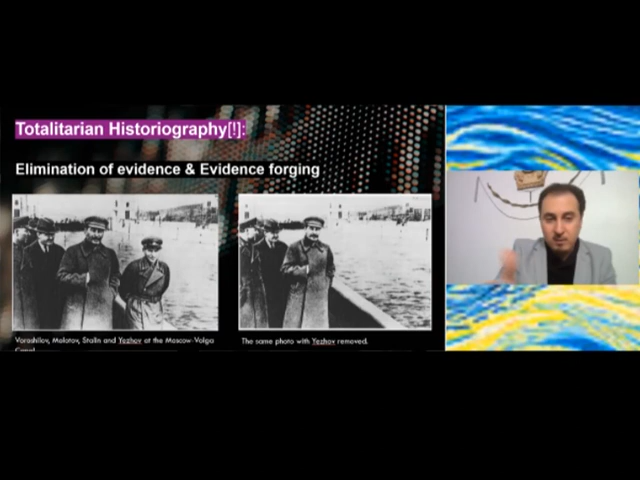 Totalitarian Historiography[!]:
Elimination of evidence & Evidence forging
Voroshilov, Molotov, Stalin and Yezhov at the Moscow-Volga
Canal
The same photo with Yezhov removed.